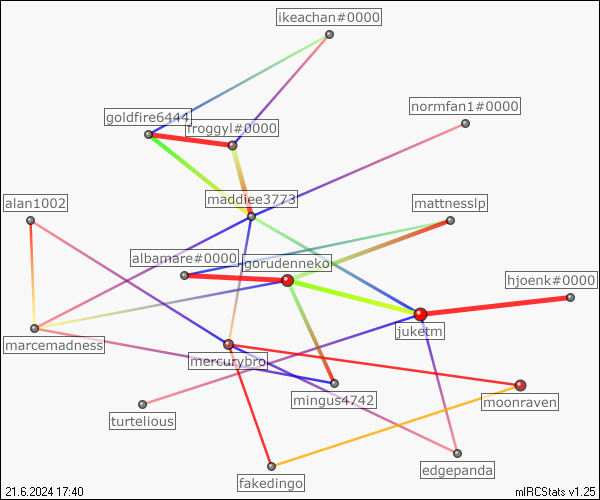 ikeachan#0000
normfan1#0000
goldfire6444
froggyl#0000
alan1002
maddiee3773
mattnesslp
albamare#0000
gorudenneko
hjoenk#0000
juketm
marcemadness
mercurybro
mingus4742
moonraven
turtelious
edgepanda
fakedingo
21.6.2024 17:40
mIRCStats v1.25